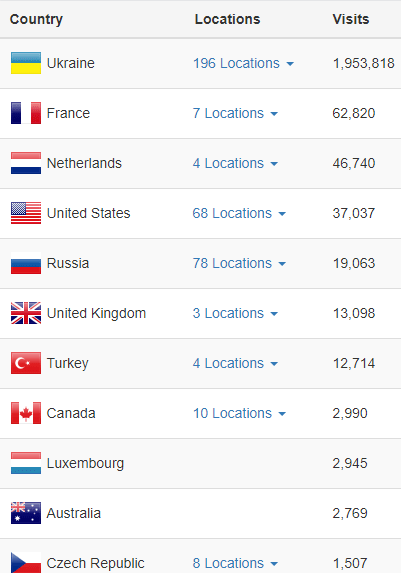 Country Locations Visits
Ukraine 196 Locations 1,953,818
France 7 Locations 62,820
Netherlands 4 Locations 46,740
United States 68 Locations 37,037
Russia 78 Locations 19,063
United Kingdom 3 Locations 13,098
Turkey 4 Locations 12,714
Canada 10 Locations 2,990
Luxembourg 2,945
Australia 2,769
Czech Republic 8 Locations 1,507